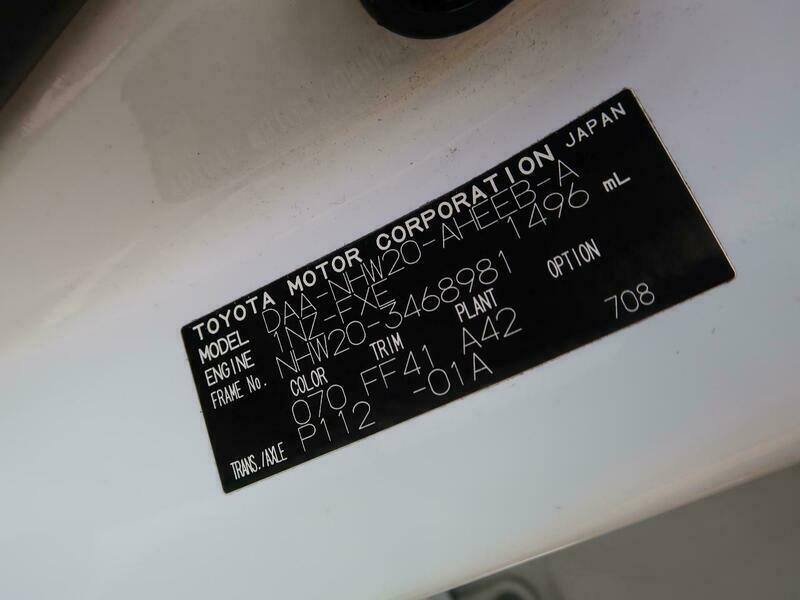 TOYOTA MOTOR CORPORATION JAPAN
MODEL DAA-NHW20-AHEEB-A
ENGINE 1NZ-FXE 1496 mL
FRAME No. NHW20-3468981
COLOR TRIM PLANT OPTION
070 FF41 A42 708
TRANS./AXLE P112 -01A